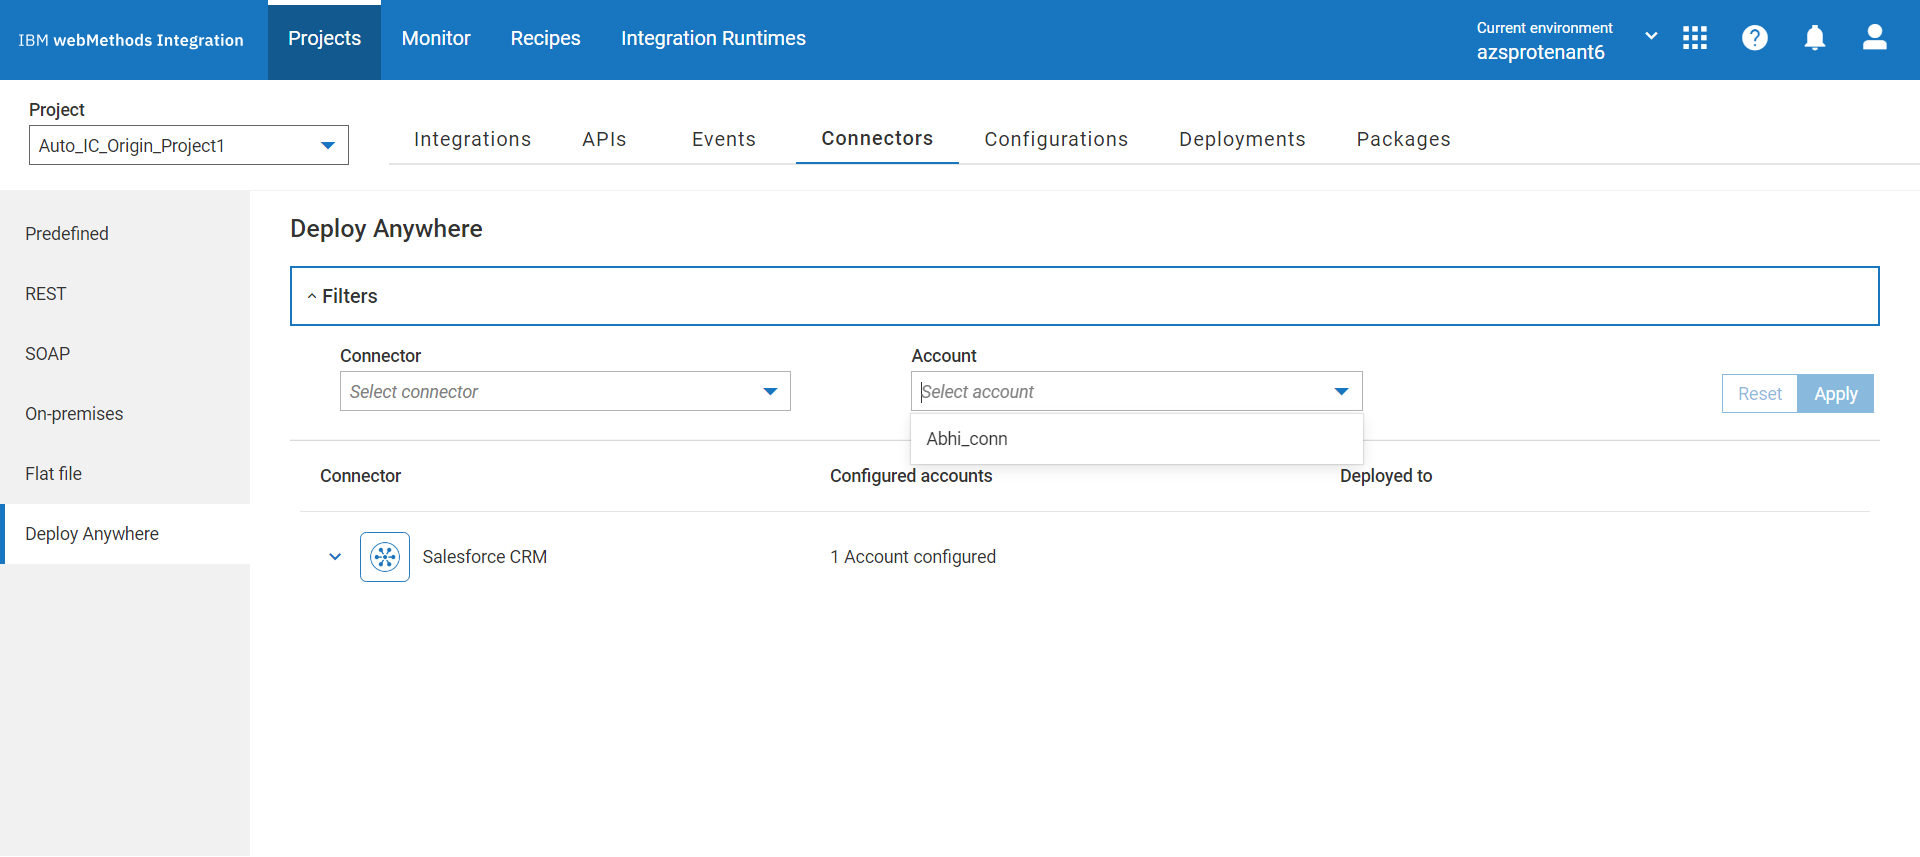 IBM webMethods Integration
Projects
Monitor
Recipes
Integration Runtimes
Current environment
azsprotenant6
?
Project
Auto_IC_Origin_Project1
Integrations
APIs
Events
Connectors
Configurations
Deployments
Packages
Predefined
REST
SOAP
On-premises
Flat file
Deploy Anywhere
Deploy Anywhere
Filters
Connector
Select connector
Account
Select account
Abhi_conn
Reset
Apply
Connector
Configured accounts
Deployed to
Salesforce CRM
1 Account configured